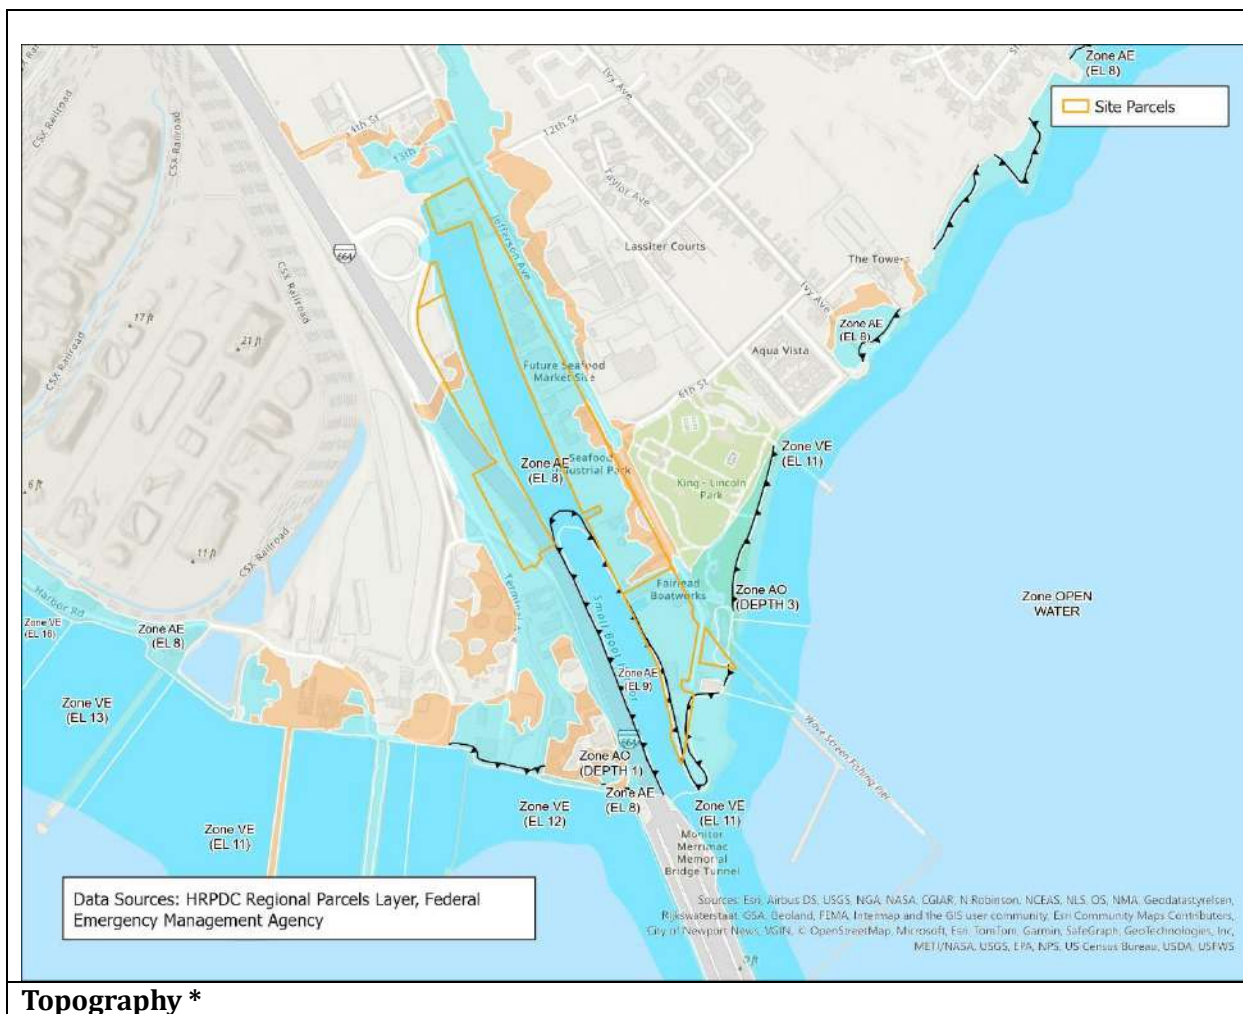 Zone AE
(EL 8)
Site Parcels
CSX Railroad
CSX Railroad
14th St
13th
Ivy Ave
12th St
Taylor Ave
Jefferson Ave
Lassiter Courts
The Towers
664
Ivy Ave
CSX Railroad
17 ft
21 ft
CSX Railroad
Zone AE
(EL 8)
Aqua Vista
Future Seafood
Market Site
6th St
Zone AE
(EL 8)
Seafood
Industrial Park
Zone VE
(EL 11)
King - Lincoln
Park
6 ft
11 ft
CSX Railroad
Terminal Ave
Small Boat Harbor
Fairlead
Boatworks
Zone AO
(DEPTH 3)
Zone OPEN
WATER
Harbor Rd
Zone VE
(EL 16)
Zone AE
(EL 8)
Zone AE
(EL 9)
Zone VE
(EL 13)
664
Wave Screen Fishing Pier
Zone AO
(DEPTH 1)
Zone AE
(EL 8)
Zone VE
(EL 12)
Zone VE
(EL 11)
Zone VE
(EL 11)
Monitor
Merrimac
Memorial
Bridge Tunnel
Data Sources: HRPDC Regional Parcels Layer, Federal
Emergency Management Agency
Sources: Esri, Airbus DS, USGS, NGA, NASA, CGIAR, N Robinson, NCEAS, NLS, OS, NMA, Geodatastyrelsen,
Rijkswaterstaat, GSA, Geoland, FEMA, Intermap and the GIS user community, Esri Community Maps Contributors,
City of Newport News, VGIN, © OpenStreetMap, Microsoft, Esri, TomTom, Garmin, SafeGraph, GeoTechnologies, Inc,
METI/NASA, USGS, EPA, NPS, US Census Bureau, USDA, USFWS
0 ft
Topography *